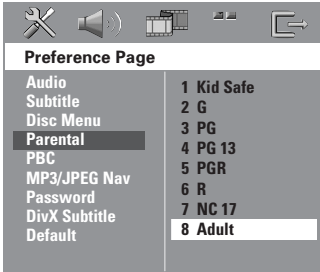 Preference Page
Audio
Subtitle
Disc Menu
Parental
PBC
MP3/JPEG Nav
Password
DivX Subtitle
Default
1 Kid Safe
2 G
3 PG
4 PG 13
5 PGR
6 R
7 NC 17
8 Adult